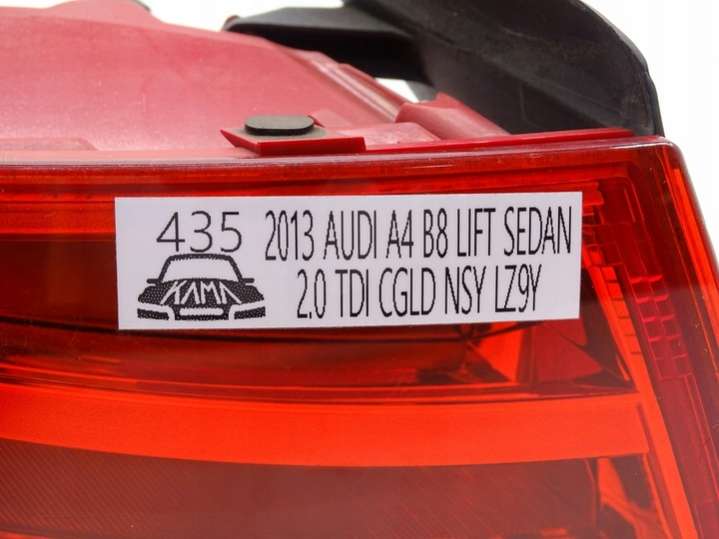 435
KAMA
2013 AUDI A4 B8 LIFT SEDAN
2.0 TDI CGLD NSY LZ9Y